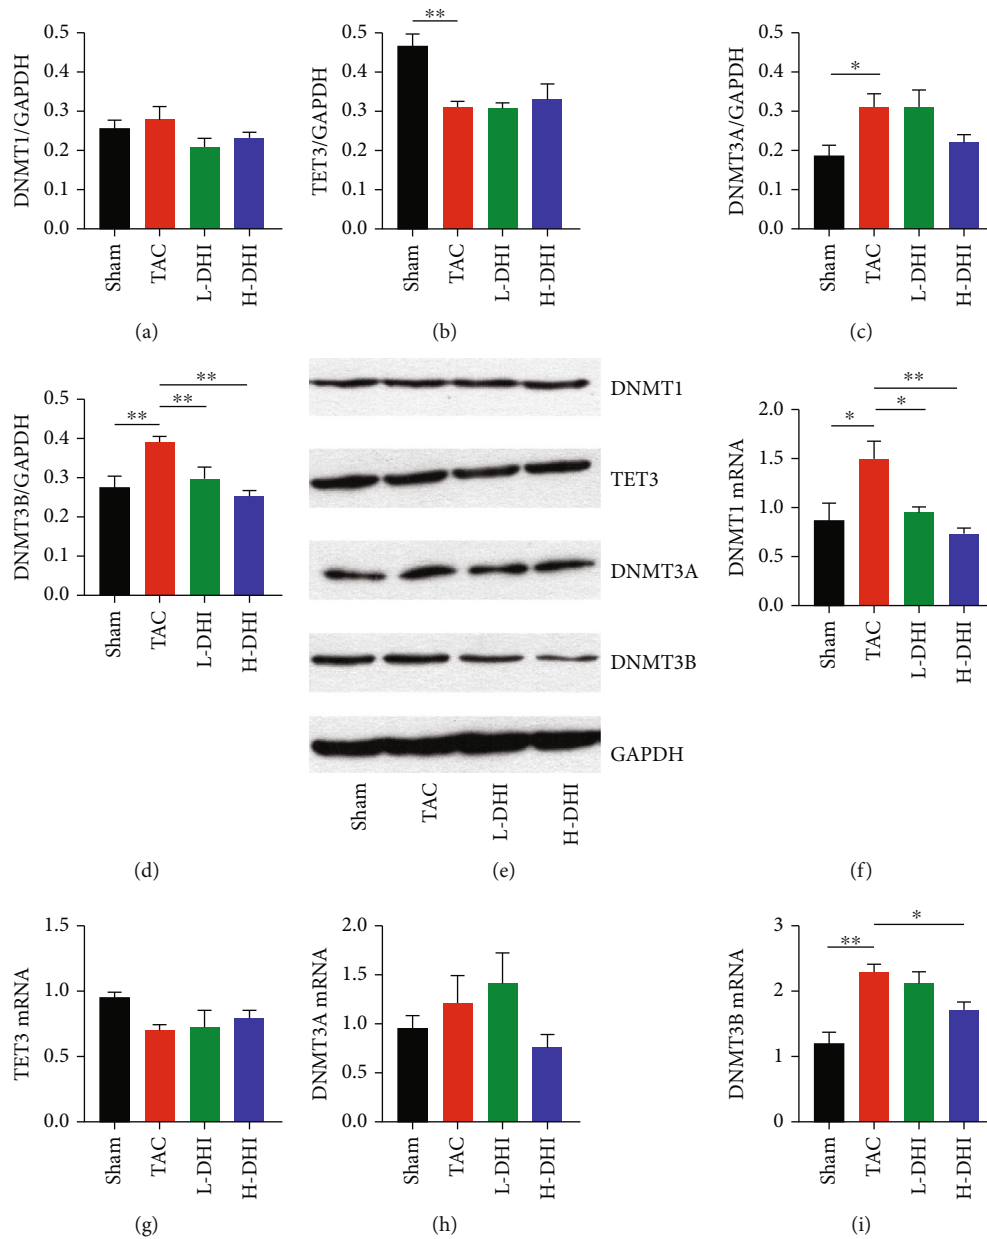 DNMT1/GAPDH
0.5
0.4
0.3
0.2
0.1
0.0
Sham
TAC
L-DHI
H-DHI
(a)
TET3/GAPDH
0.5
0.4
0.3
0.2
0.1
0.0
**
Sham
TAC
L-DHI
H-DHI
(b)
DNMT3A/GAPDH
0.5
0.4
0.3
0.2
0.1
0.0
*
Sham
TAC
L-DHI
H-DHI
(c)
DNMT3B/GAPDH
0.5
0.4
0.3
0.2
0.1
0.0
**
**
**
Sham
TAC
L-DHI
H-DHI
(d)
DNMT1
TET3
DNMT3A
DNMT3B
GAPDH
Sham
TAC
L-DHI
H-DHI
(e)
DNMT1 mRNA
2.0
1.5
1.0
0.5
0.0
**
*
*
Sham
TAC
L-DHI
H-DHI
(f)
TET3 mRNA
1.5
1.0
0.5
0.0
Sham
TAC
L-DHI
H-DHI
(g)
DNMT3A mRNA
2.0
1.5
1.0
0.5
0.0
Sham
TAC
L-DHI
H-DHI
(h)
DNMT3B mRNA
3
2
1
0
*
**
Sham
TAC
L-DHI
H-DHI
(i)